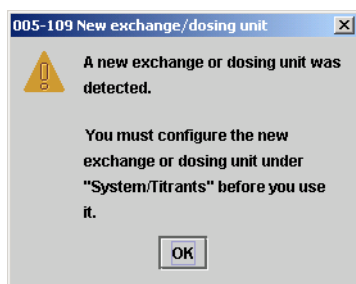 005-109 New exchange/dosing unit
A new exchange or dosing unit was
detected.
You must configure the new
exchange or dosing unit under
"System/Titrants" before you use
it.
OK